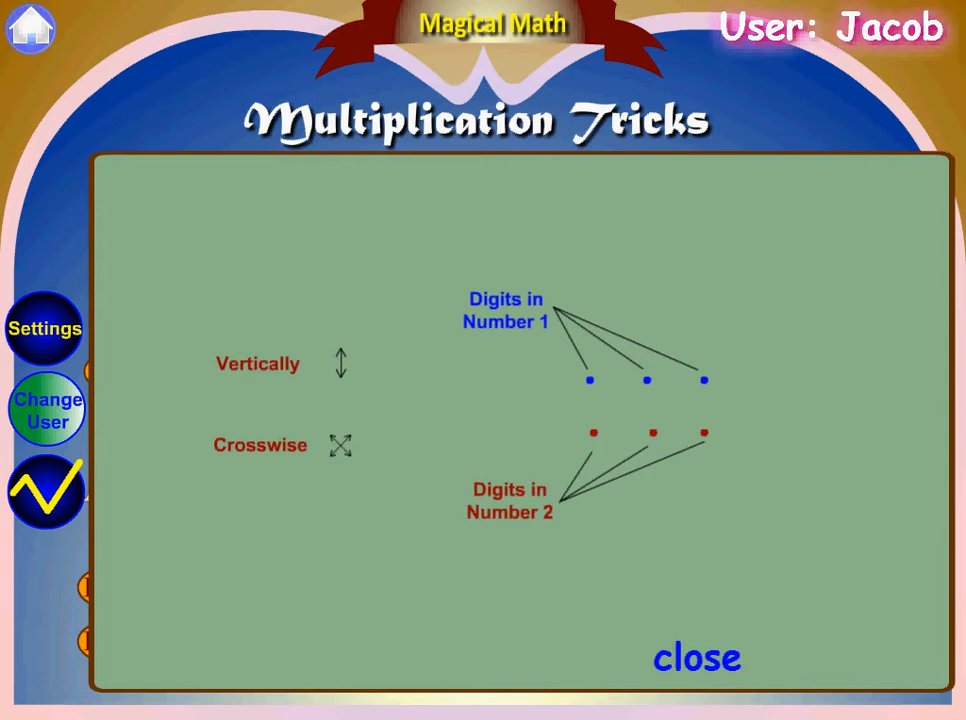 Magical Math
User: Jacob
Multiplication Tricks
Digits in
Number 1
Settings
Vertically
Change
User
Crosswise
Digits in
Number 2
close